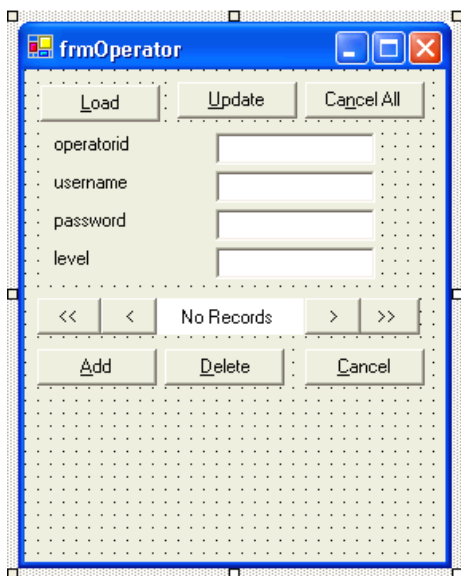 frmOperator
Load Update Cancel All
operatorid
username
password
level
<< < No Records > >>
Add Delete Cancel